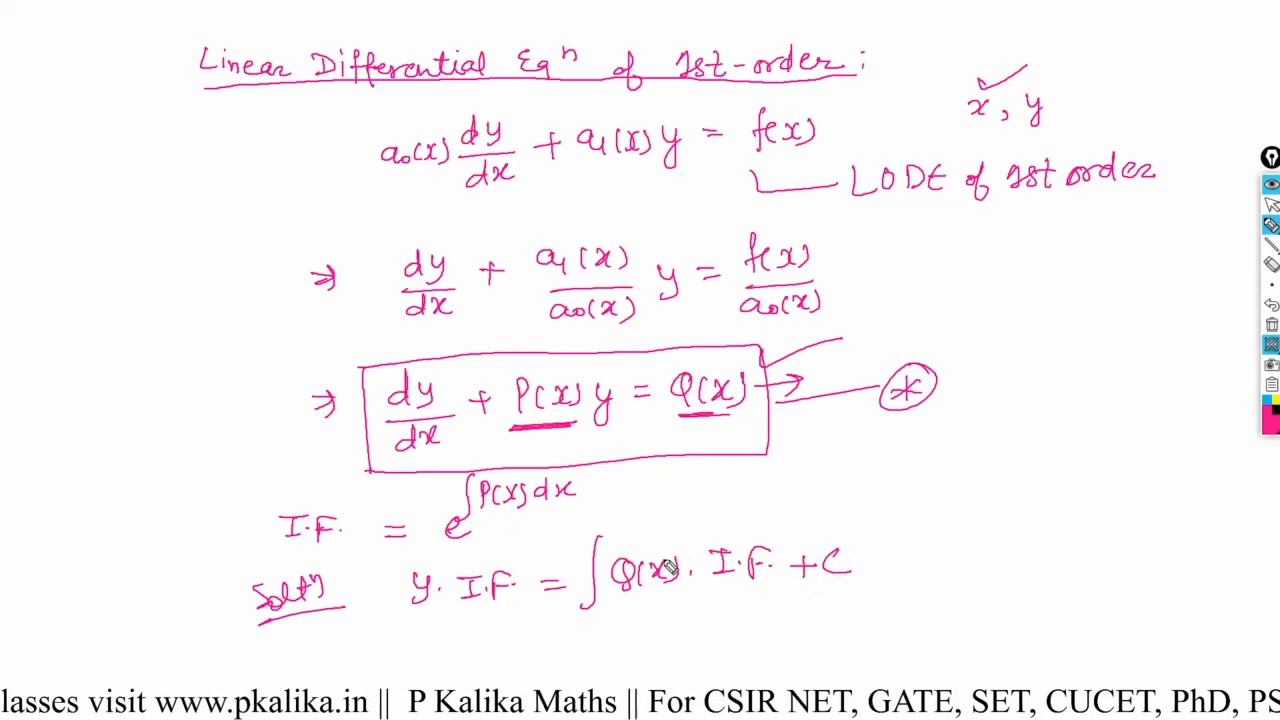 Linear Differential Eqⁿ of 1st-order :
x, y
a₀(x) dy/dx + a₁(x) y = f(x)
LODE of 1st order
⇒ dy/dx + a₁(x)/a₀(x) y = f(x)/a₀(x)
⇒ dy/dx + P(x) y = Q(x) → *
I.F. = e^∫P(x)dx
Soltⁿ y. I.F. = ∫ Q(x). I.F. + C
lasses visit www.pkalika.in || P Kalika Maths || For CSIR NET, GATE, SET, CUCET, PhD, PS